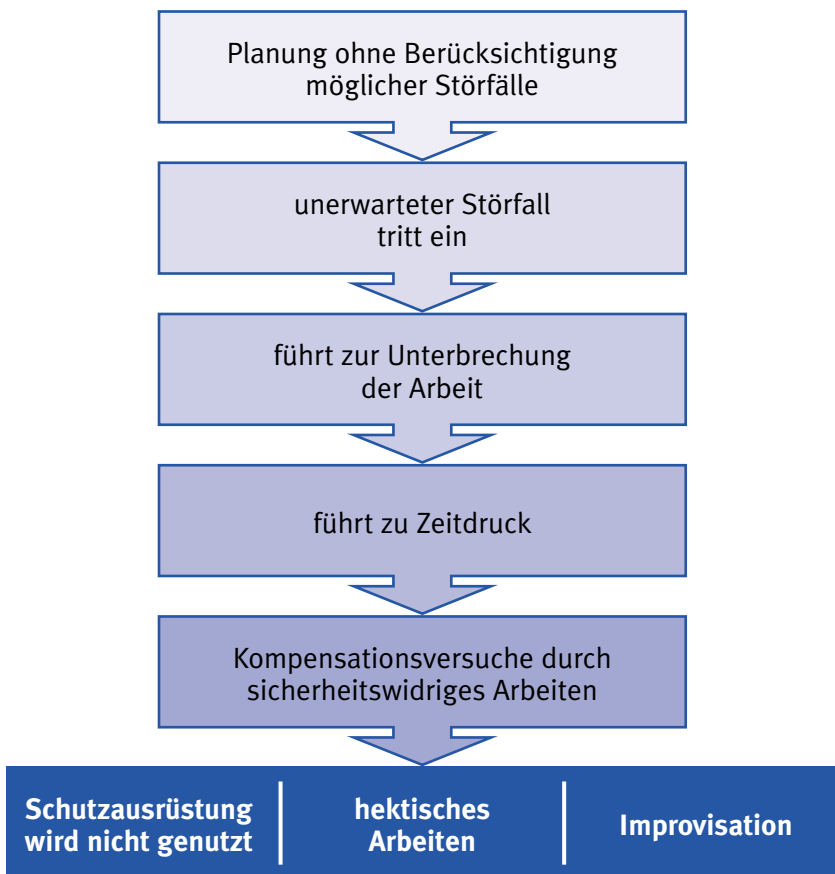 Planung ohne Berücksichtigung
möglicher Störfälle
unerwarteter Störfall
tritt ein
führt zur Unterbrechung
der Arbeit
führt zu Zeitdruck
Kompensationsversuche durch
sicherheitswidriges Arbeiten
Schutzausrüstung
wird nicht genutzt
hektisches
Arbeiten
Improvisation